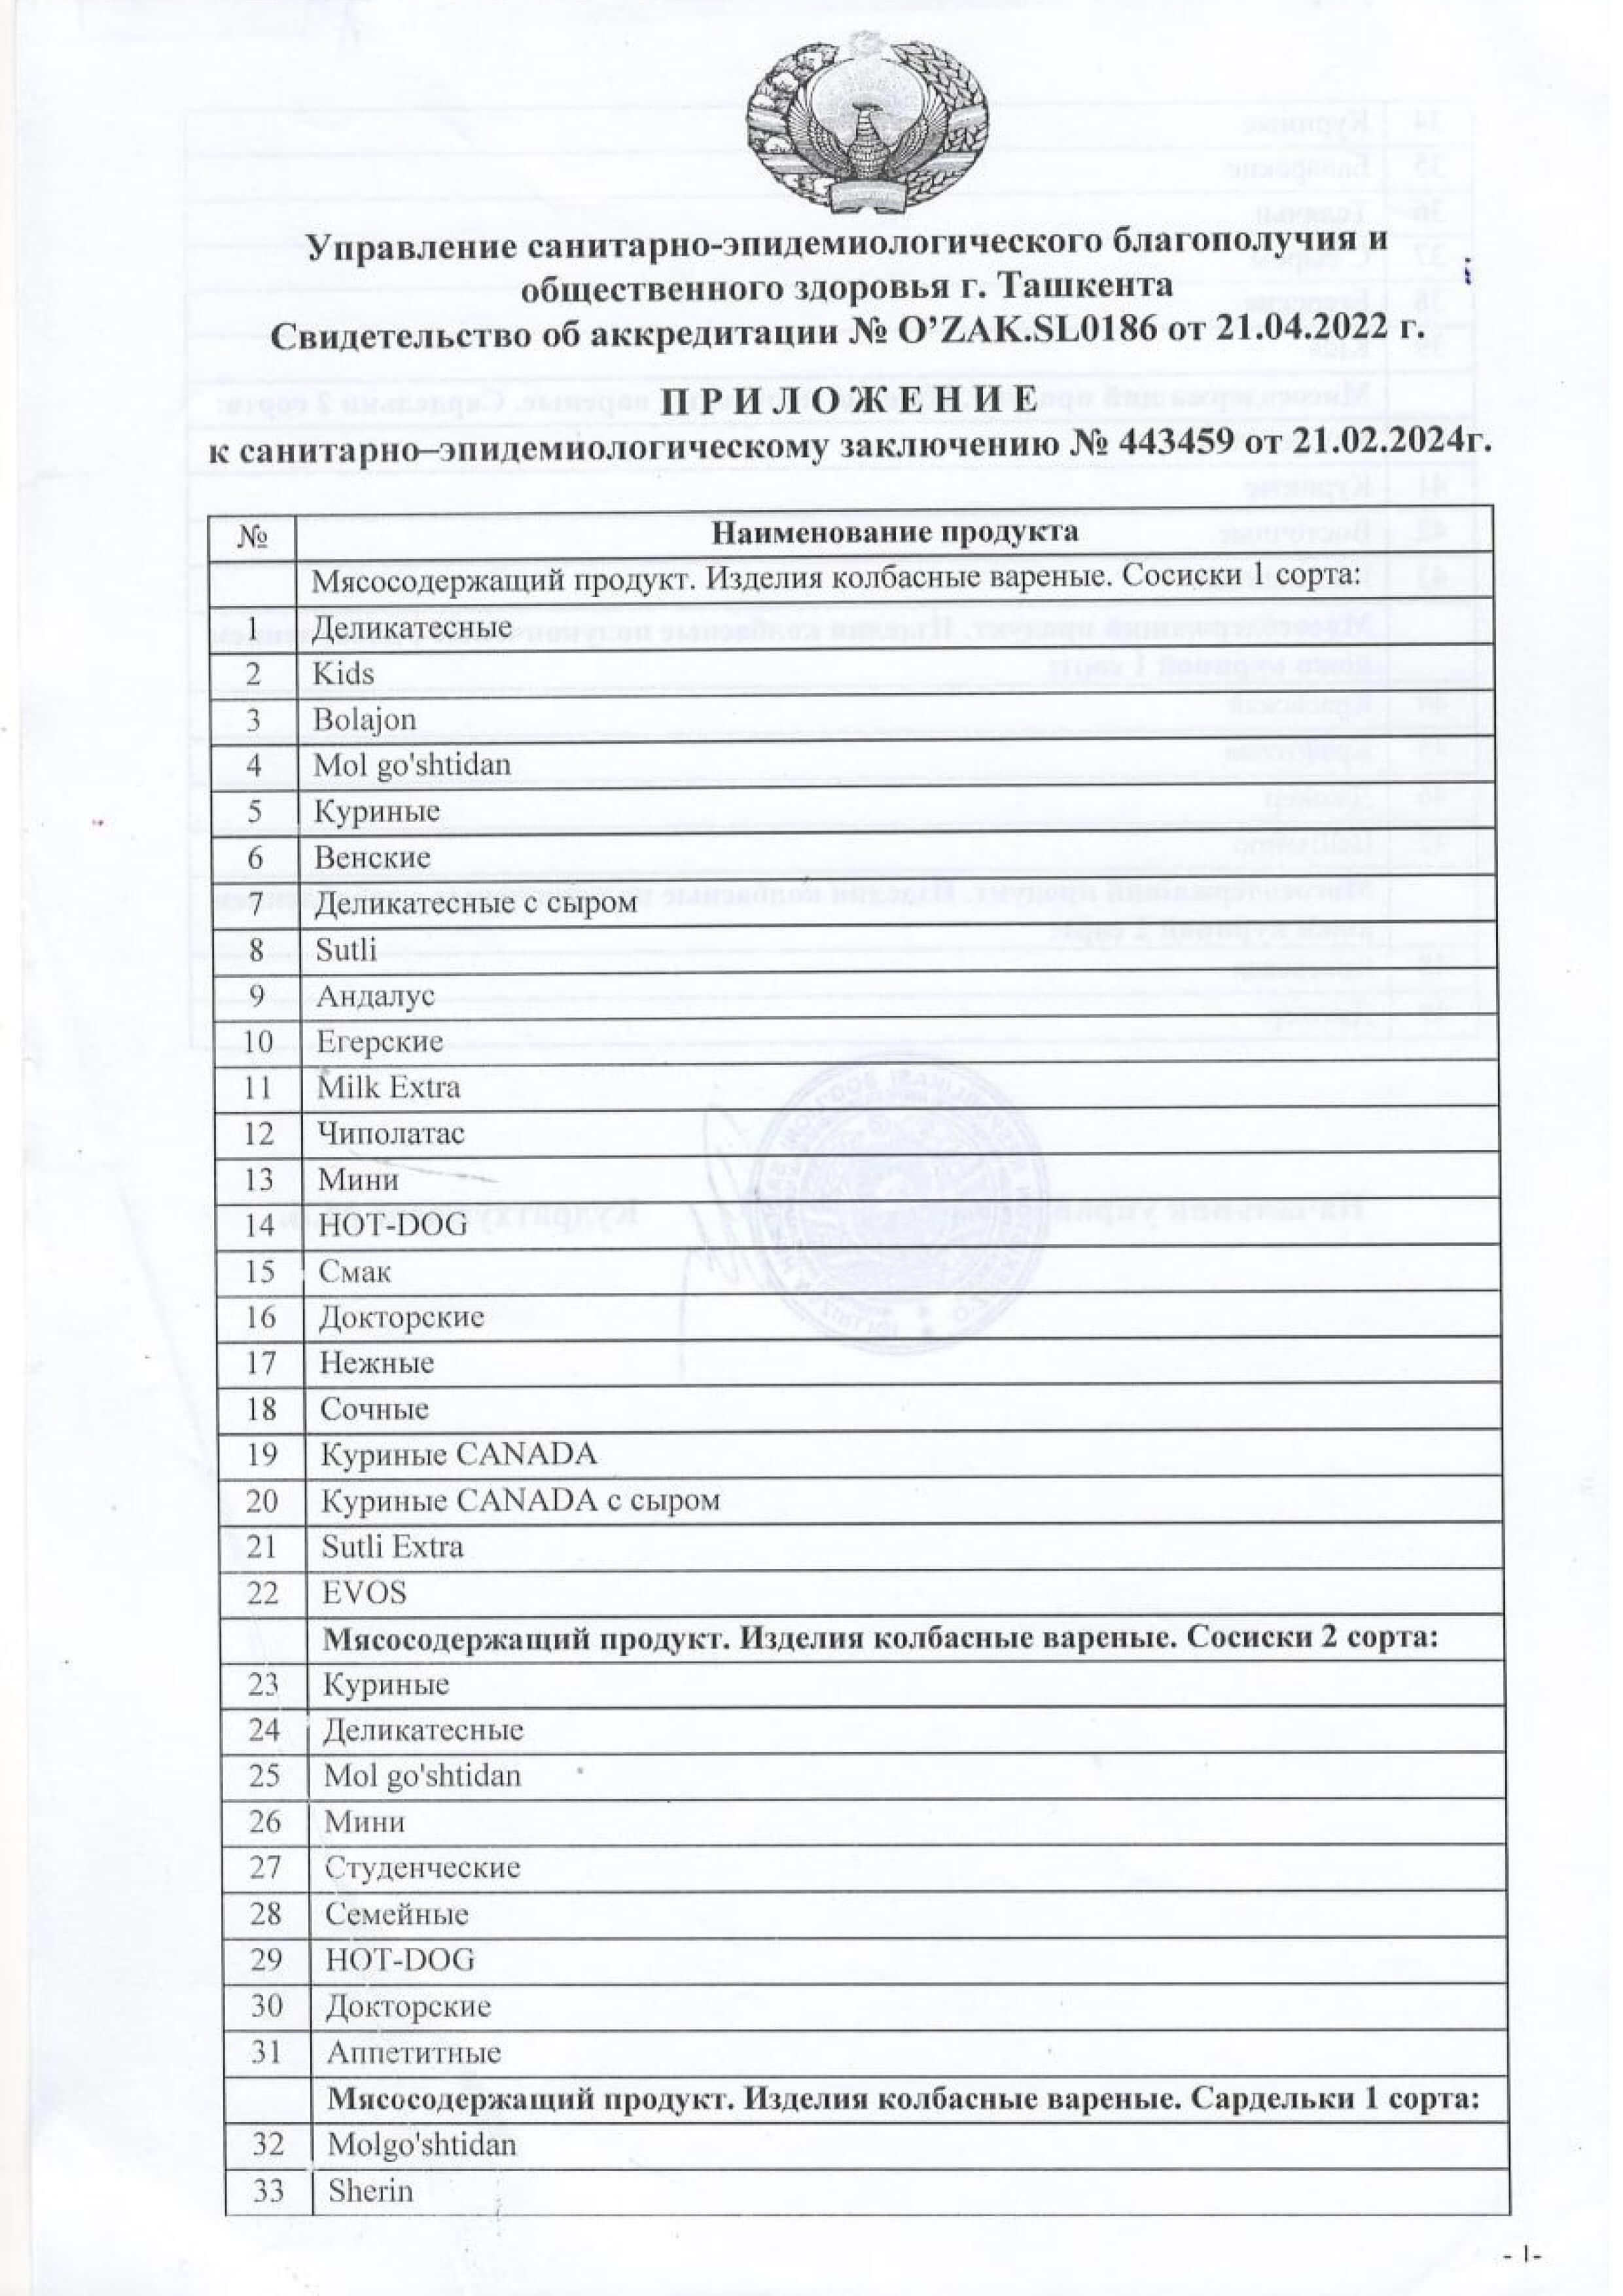 Управление санитарно-эпидемиологического благополучия и
общественного здоровья г. Ташкента
Свидетельство об аккредитации № O’ZAK.SL0186 от 21.04.2022 г.
П Р И Л О Ж Е Н И Е
к санитарно–эпидемиологическому заключению № 443459 от 21.02.2024г.
№ Наименование продукта
Мясосодержащий продукт. Изделия колбасные вареные. Сосиски 1 сорта:
1 Деликатесные
2 Kids
3 Bolajon
4 Mol go'shtidan
5 Куриные
6 Венские
7 Деликатесные с сыром
8 Sutli
9 Андалус
10 Егерские
11 Milk Extra
12 Чиполатас
13 Мини
14 HOT-DOG
15 Смак
16 Докторские
17 Нежные
18 Сочные
19 Куриные CANADA
20 Куриные CANADA с сыром
21 Sutli Extra
22 EVOS
Мясосодержащий продукт. Изделия колбасные вареные. Сосиски 2 сорта:
23 Куриные
24 Деликатесные
25 Mol go'shtidan
26 Мини
27 Студенческие
28 Семейные
29 HOT-DOG
30 Докторские
31 Аппетитные
Мясосодержащий продукт. Изделия колбасные вареные. Сардельки 1 сорта:
32 Molgo'shtidan
33 Sherin
- 1-